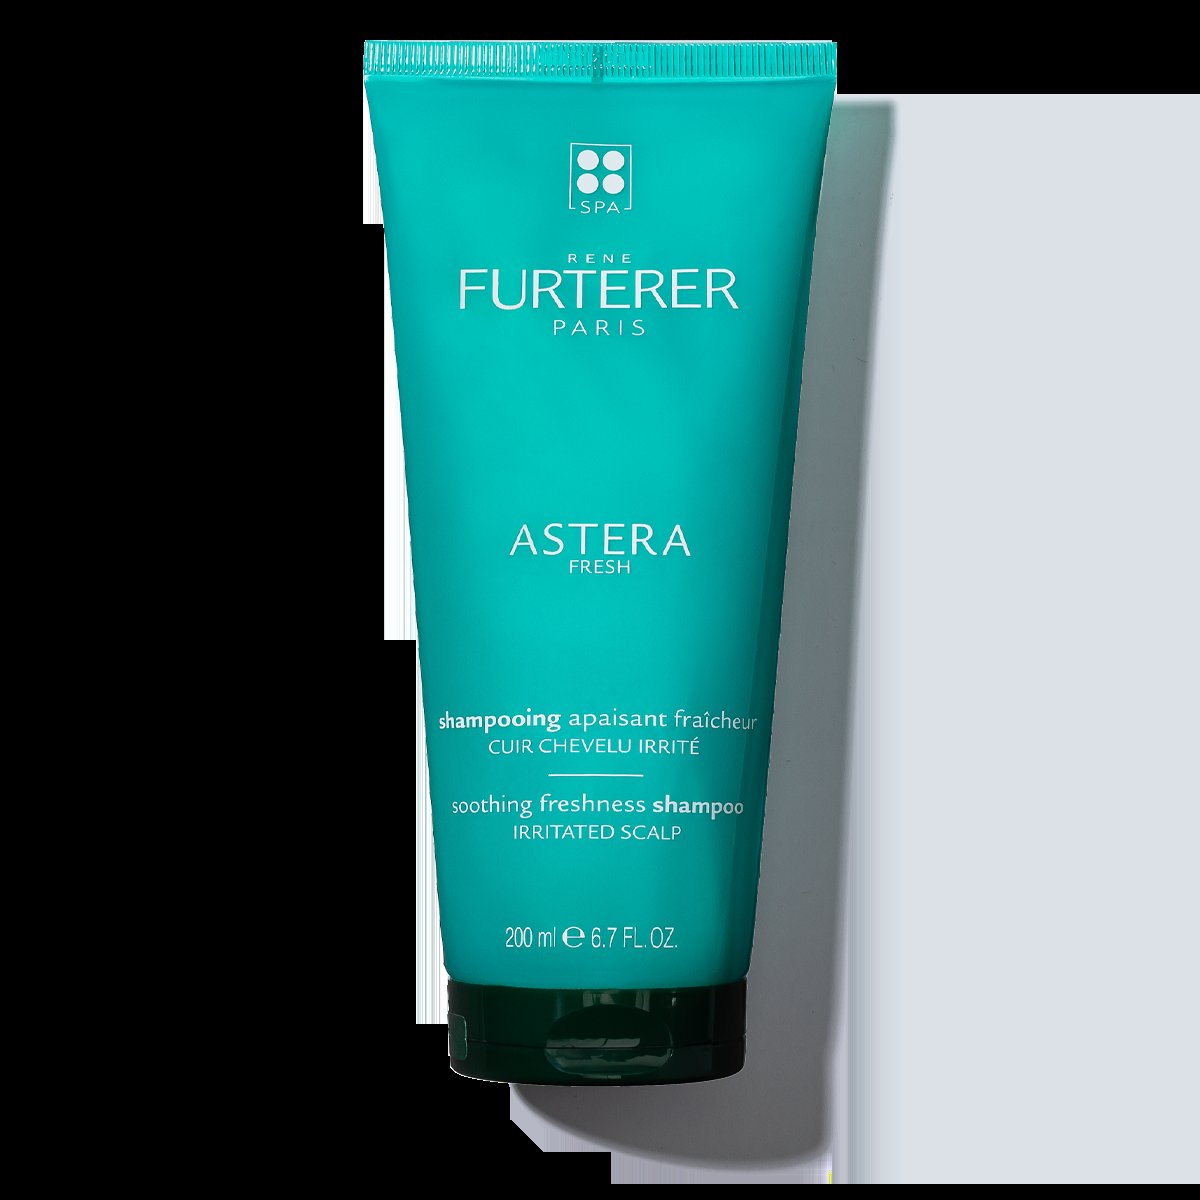 SPA
RENE
FURTERER
PARIS
ASTERA
FRESH
shampooing apaisant fraîcheur
CUIR CHEVELU IRRITÉ
soothing freshness shampoo
IRRITATED SCALP
200 ml ℮ 6.7 FL. OZ.